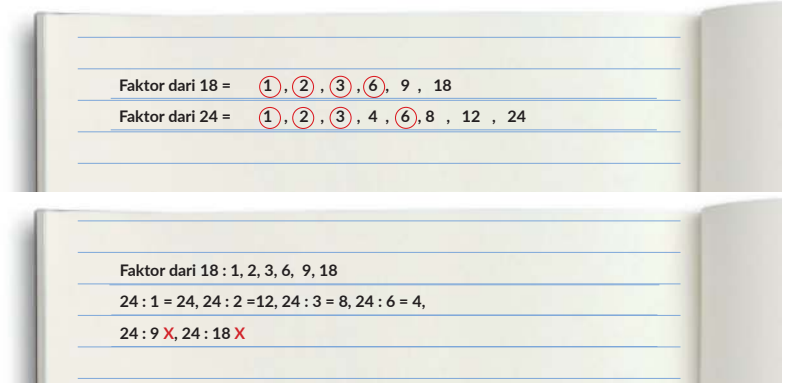 Faktor dari 18 = 1 , 2 , 3 , 6 , 9 , 18
Faktor dari 24 = 1 , 2 , 3 , 4 , 6 , 8 , 12 , 24
Faktor dari 18 : 1, 2, 3, 6, 9, 18
24 : 1 = 24, 24 : 2 =12, 24 : 3 = 8, 24 : 6 = 4,
24 : 9 X, 24 : 18 X